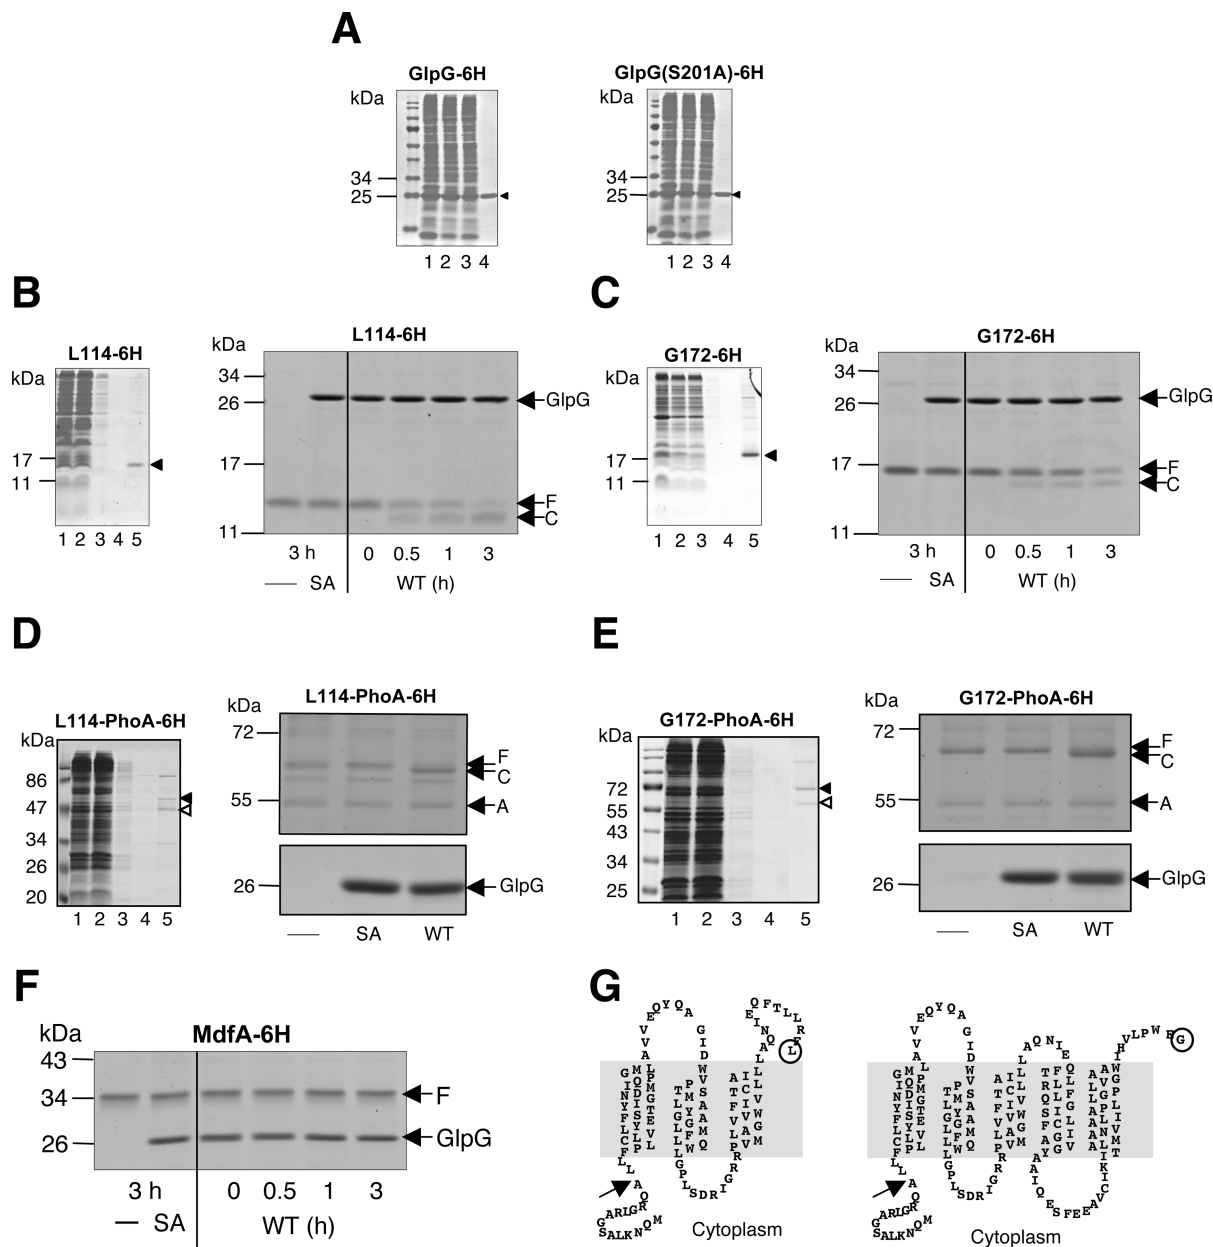 A
GlpG-6H
GlpG(S201A)-6H
kDa
kDa
34
25
34
25
1 2 3 4
1 2 3 4
B
C
L114-6H
kDa
17
11
1 2 3 4 5
L114-6H
kDa
34
26
17
11
GlpG
F
C
3 h 0 0.5 1 3
— SA WT (h)
G172-6H
kDa
17
11
1 2 3 4 5
G172-6H
kDa
34
26
17
11
GlpG
F
C
3 h 0 0.5 1 3
— SA WT (h)
D
E
L114-PhoA-6H
kDa
86
47
34
26
20
1 2 3 4 5
L114-PhoA-6H
kDa
72
55
F
C
A
26
GlpG
— SA WT
G172-PhoA-6H
kDa
72
55
43
34
25
1 2 3 4 5
G172-PhoA-6H
kDa
72
55
F
C
A
26
GlpG
— SA WT
F
MdfA-6H
kDa
43
34
26
F
GlpG
3 h 0 0.5 1 3
— SA WT (h)
G
Cytoplasm
Cytoplasm